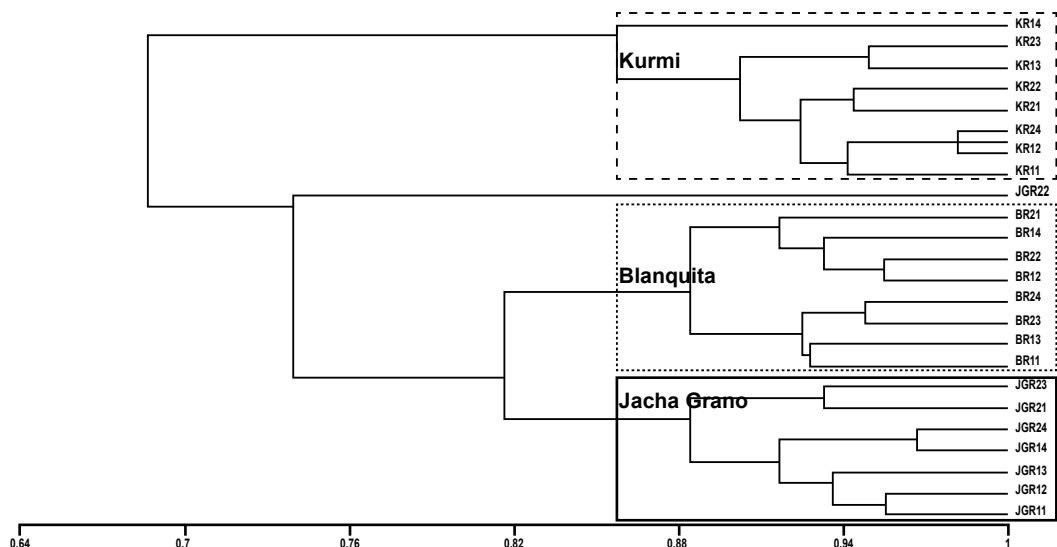 KR14
KR23
Kurmi
KR13
KR22
KR21
KR24
KR12
KR11
JGR22
BR21
BR14
BR22
Blanquita
BR12
BR24
BR23
BR13
BR11
JGR23
Jacha Grano
JGR21
JGR24
JGR14
JGR13
JGR12
JGR11
0.64 0.7 0.76 0.82 0.88 0.94 1